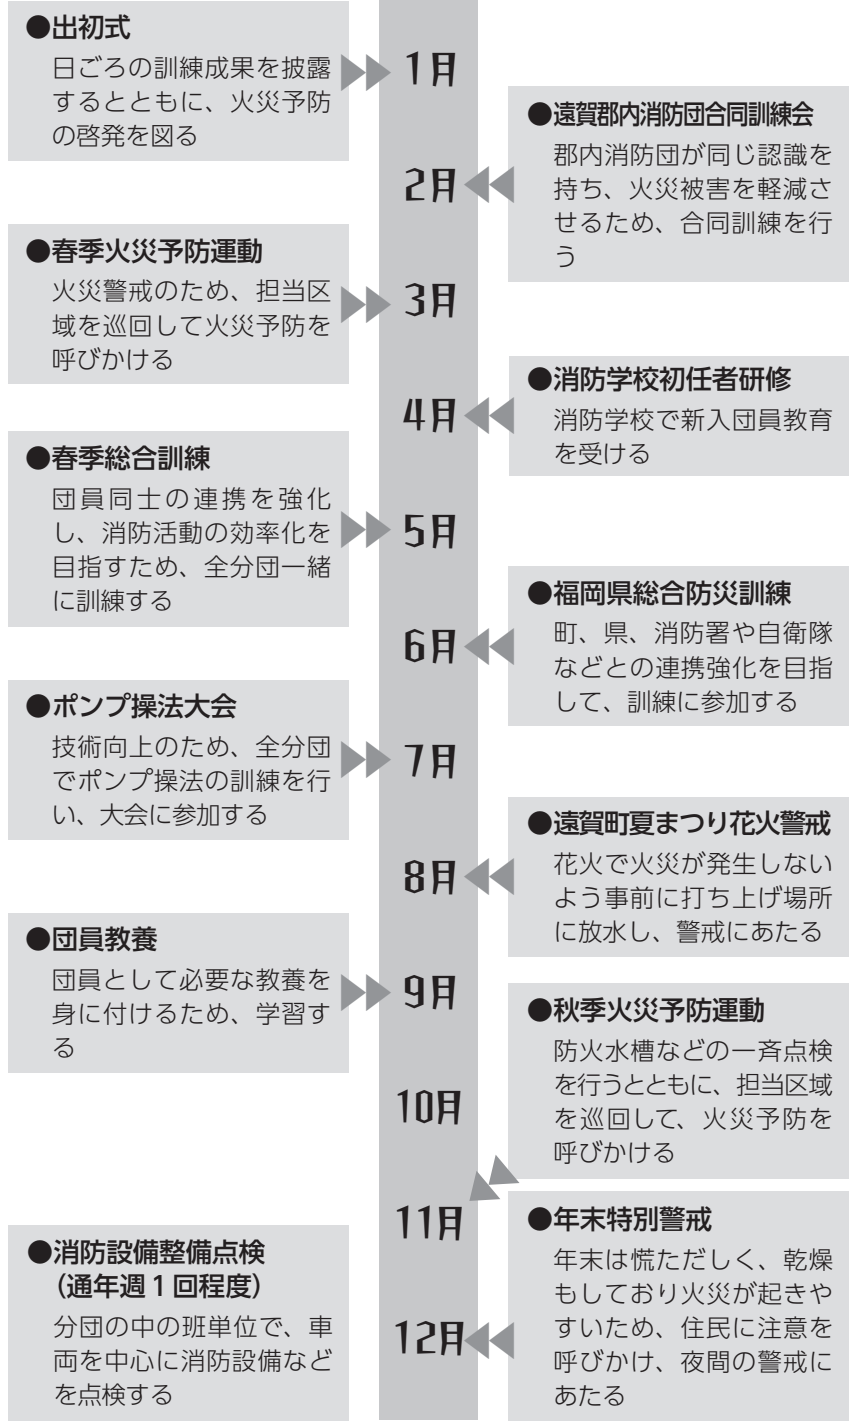 ●出初式
日ごろの訓練成果を披露
するとともに、火災予防
の啓発を図る
1月
●遠賀郡内消防団合同訓練会
郡内消防団が同じ認識を
持ち、火災被害を軽減さ
せるため、合同訓練を行
う
2月
●春季火災予防運動
火災警戒のため、担当区
域を巡回して火災予防を
呼びかける
3月
●消防学校初任者研修
消防学校で新入団員教育
を受ける
4月
●春季総合訓練
団員同士の連携を強化
し、消防活動の効率化を
目指すため、全分団一緒
に訓練する
5月
●福岡県総合防災訓練
町、県、消防署や自衛隊
などとの連携強化を目指
して、訓練に参加する
6月
●ポンプ操法大会
技術向上のため、全分団
でポンプ操法の訓練を行
い、大会に参加する
7月
●遠賀町夏まつり花火警戒
花火で火災が発生しない
よう事前に打ち上げ場所
に放水し、警戒にあたる
8月
●団員教養
団員として必要な教養を
身に付けるため、学習す
る
9月
●秋季火災予防運動
防火水槽などの一斉点検
を行うとともに、担当区域
を巡回して、火災予防を
呼びかける
10月
11月
●年末特別警戒
年末は慌ただしく、乾燥
もしており火災が起きや
すいため、住民に注意を
呼びかけ、夜間の警戒に
あたる
12月
●消防設備整備点検
（通年週1回程度）
分団の中の班単位で、車
両を中心に消防設備など
を点検する